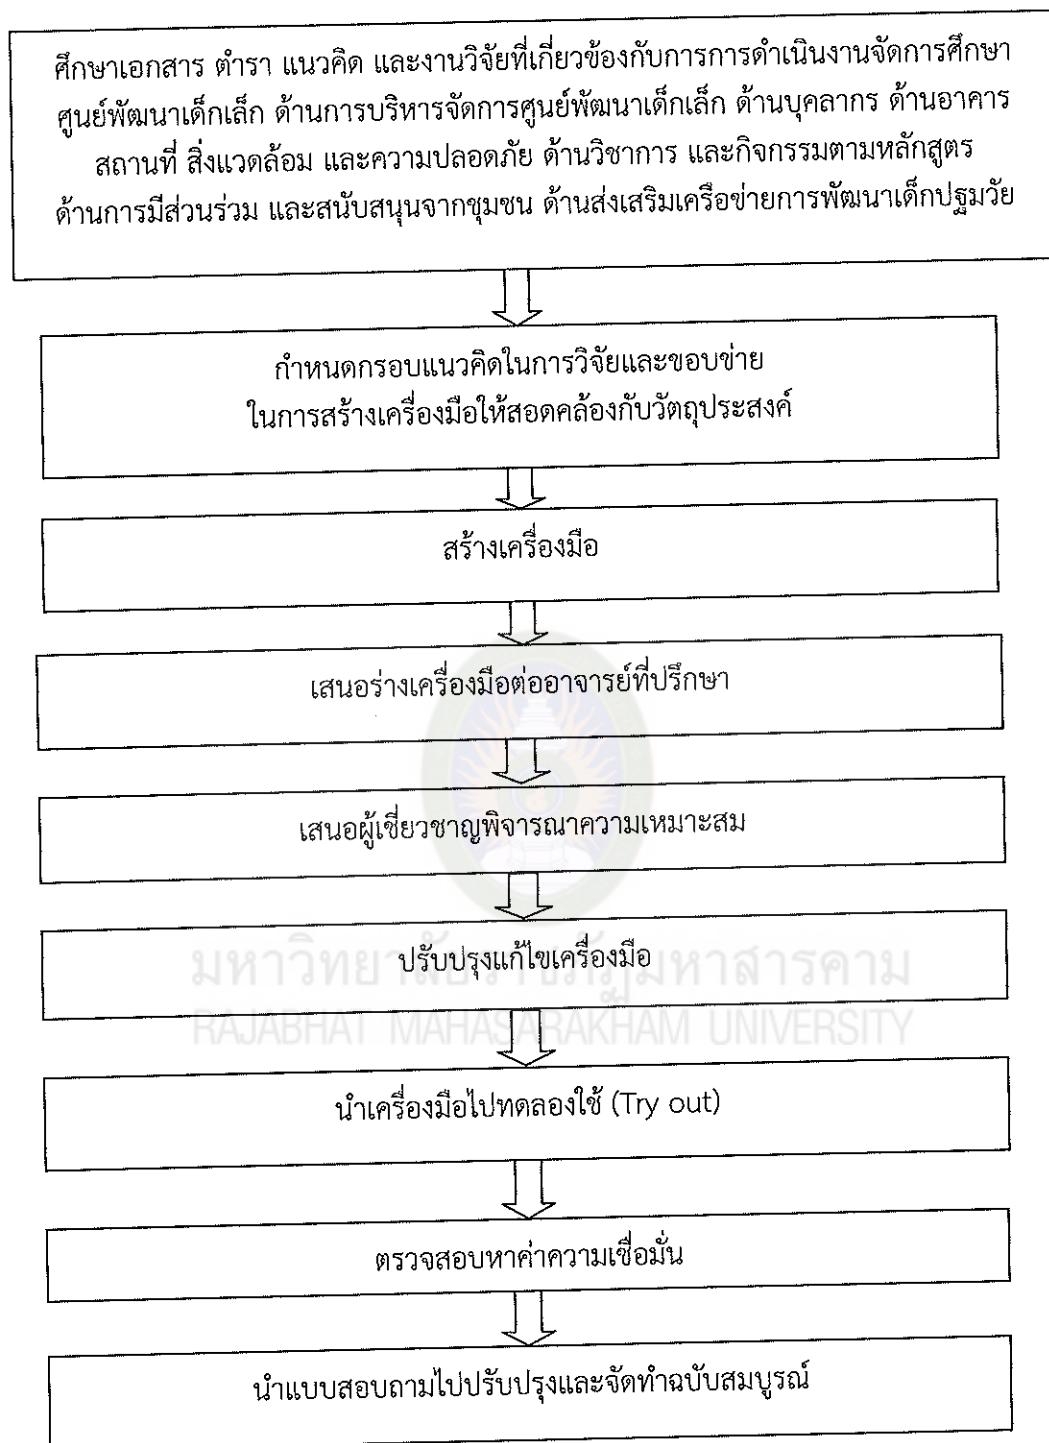 ศึกษาเอกสาร ตำรา แนวคิด และงานวิจัยที่เกี่ยวข้องกับการการดำเนินงานจัดการศึกษา
ศูนย์พัฒนาเด็กเล็ก ด้านการบริหารจัดการศูนย์พัฒนาเด็กเล็ก ด้านบุคลากร ด้านอาคาร
สถานที่ สิ่งแวดล้อม และความปลอดภัย ด้านวิชาการ และกิจกรรมตามหลักสูตร
ด้านการมีส่วนร่วม และสนับสนุนจากชุมชน ด้านส่งเสริมเครือข่ายการพัฒนาเด็กปฐมวัย
กำหนดกรอบแนวคิดในการวิจัยและขอบข่าย
ในการสร้างเครื่องมือให้สอดคล้องกับวัตถุประสงค์
สร้างเครื่องมือ
เสนอร่างเครื่องมือต่ออาจารย์ที่ปรึกษา
เสนอผู้เชี่ยวชาญพิจารณาความเหมาะสม
ปรับปรุงแก้ไขเครื่องมือ
มหาวิทยาลัยราชภัฏมหาสารคาม
RAJABHAT MAHASARAKHAM UNIVERSITY
นำเครื่องมือไปทดลองใช้ (Try out)
ตรวจสอบหาค่าความเชื่อมั่น
นำแบบสอบถามไปปรับปรุงและจัดทำฉบับสมบูรณ์